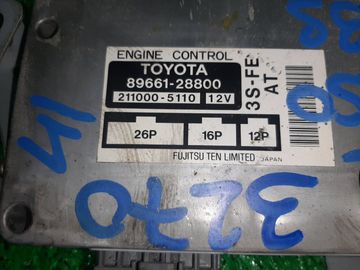 ENGINE CONTROL
TOYOTA
89661-28800
211000-5110 12V
3S-FE
AT
26P 16P 12P
FUJITSU TEN LIMITED JAPAN
3270